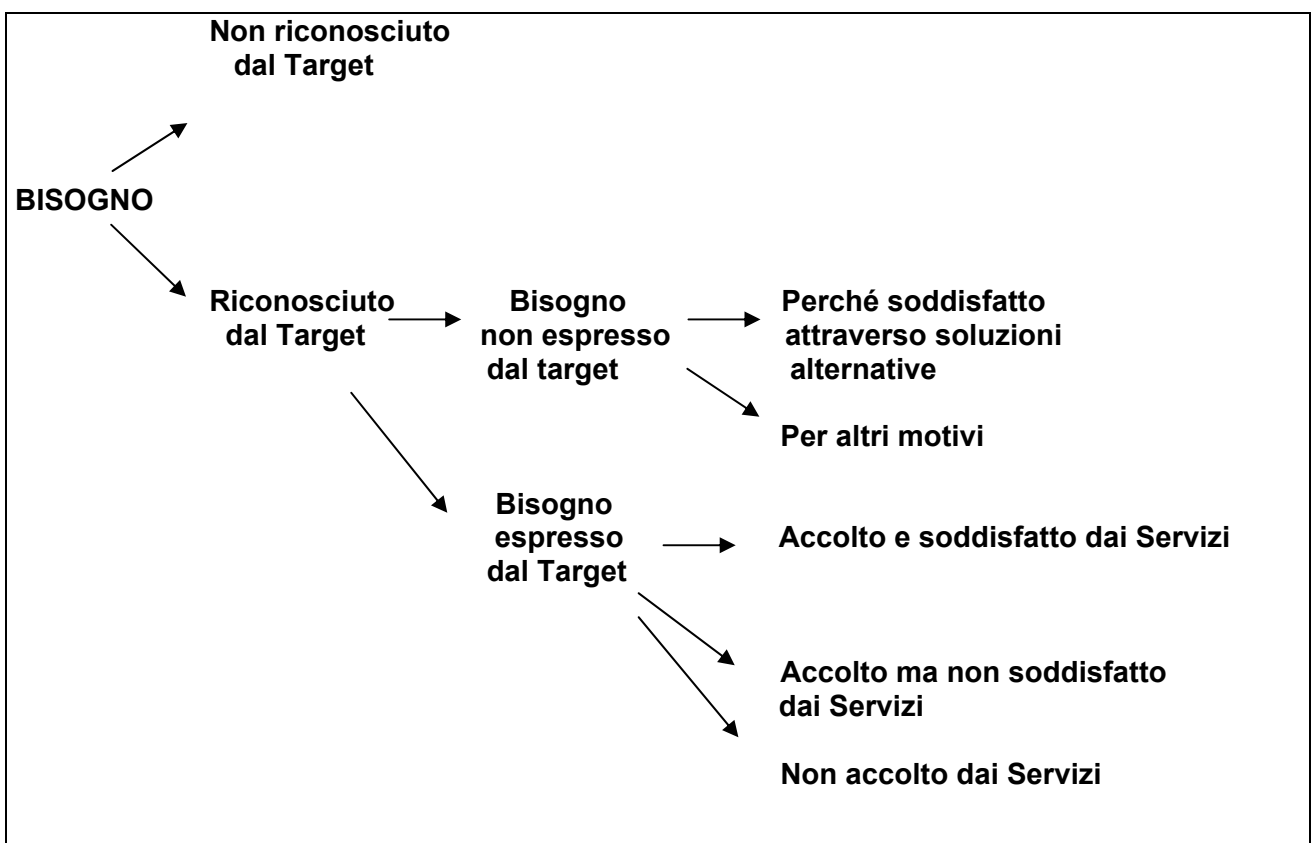 Non riconosciuto
dal Target
BISOGNO
Riconosciuto
dal Target
Bisogno
non espresso
dal target
Perché soddisfatto
attraverso soluzioni
alternative
Per altri motivi
Bisogno
espresso
dal Target
Accolto e soddisfatto dai Servizi
Accolto ma non soddisfatto
dai Servizi
Non accolto dai Servizi